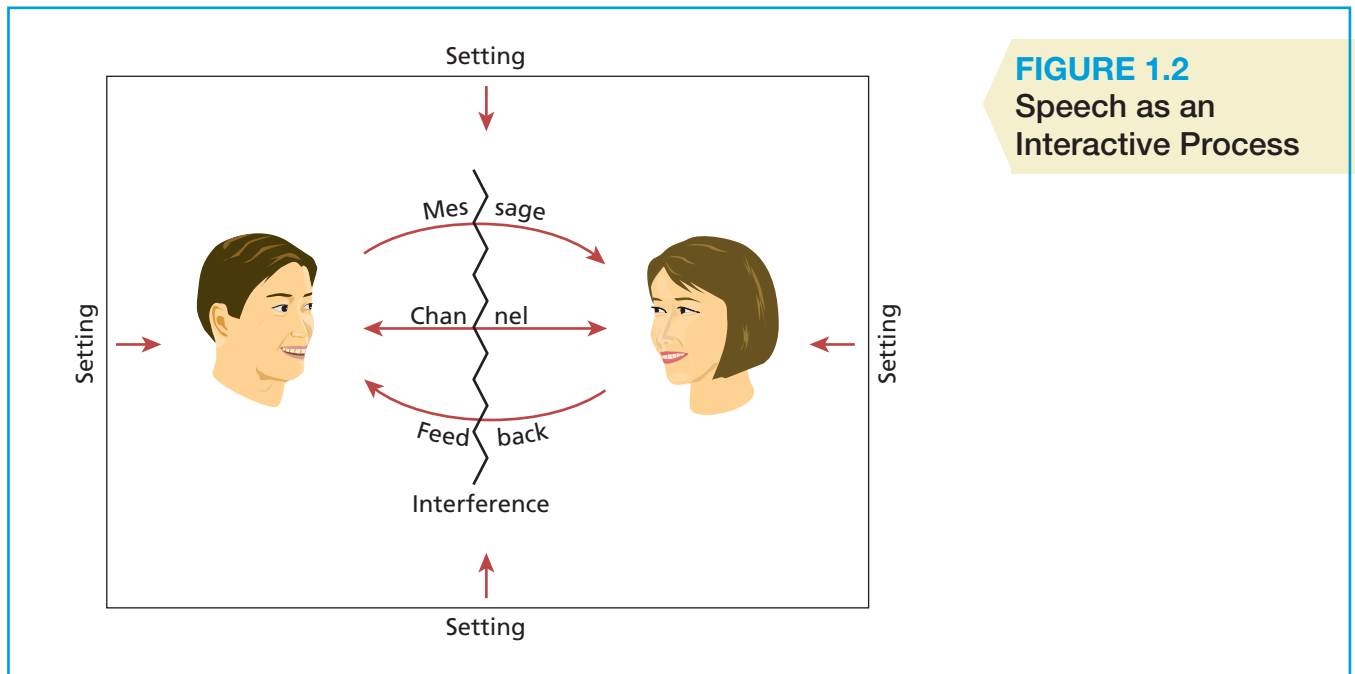 Setting
FIGURE 1.2
Speech as an
Interactive Process
Mes sage
Setting
Chan nel
Setting
Feed back
Interference
Setting